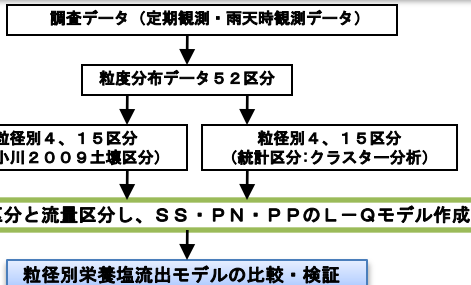 調査データ（定期観測・雨天時観測データ）
粒度分布データ５２区分
粒径別４、１５区分
小川２００９土壌区分）
粒径別４、１５区分
（統計区分：クラスター分析）
区分と流量区分し、ＳＳ・ＰＮ・ＰＰのＬ－Ｑモデル作成
粒径別栄養塩流出モデルの比較・検証